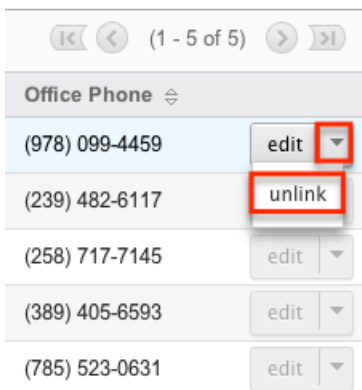 (1 - 5 of 5)
Office Phone
(978) 099-4459 edit
unlink
(239) 482-6117
(258) 717-7145 edit
(389) 405-6593 edit
(785) 523-0631 edit